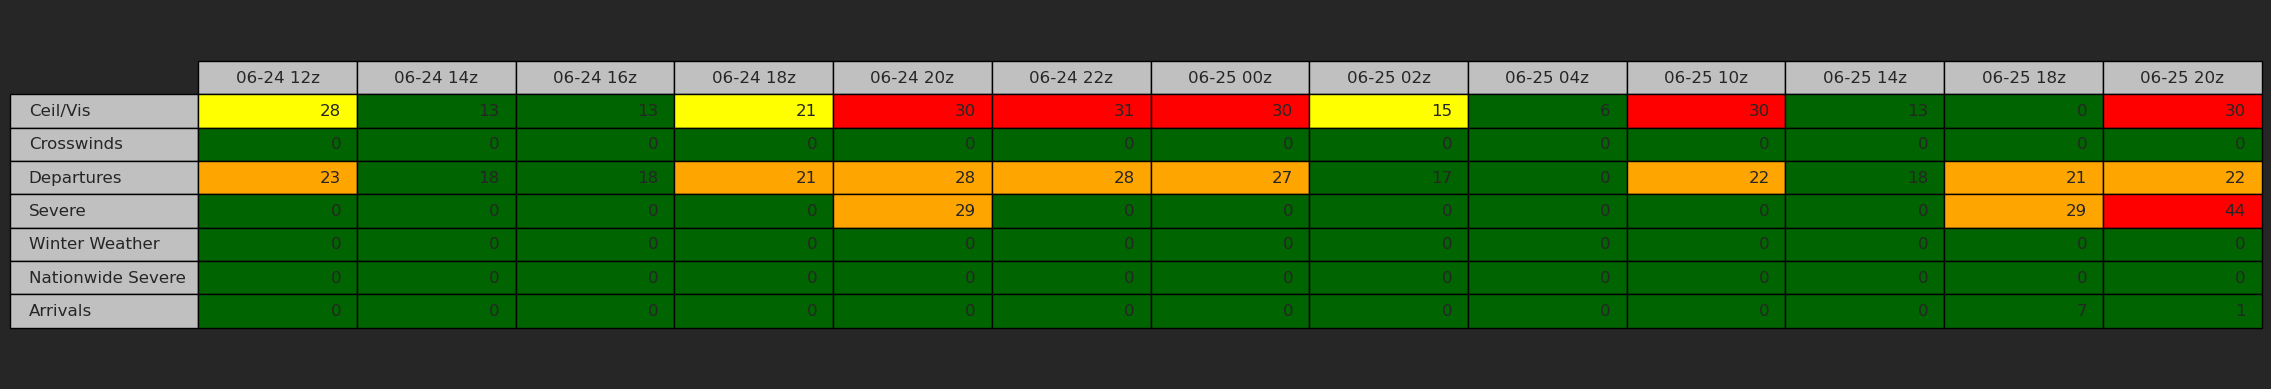 06-24 12z 06-24 14z 06-24 16z 06-24 18z 06-24 20z 06-24 22z 06-25 00z 06-25 02z 06-25 04z 06-25 10z 06-25 14z 06-25 18z 06-25 20z
Ceil/Vis 28 13 13 21 30 31 30 15 6 30 13 0 30
Crosswinds 0 0 0 0 0 0 0 0 0 0 0 0 0
Departures 23 18 18 21 28 28 27 17 0 22 18 21 22
Severe 0 0 0 0 29 0 0 0 0 0 0 29 44
Winter Weather 0 0 0 0 0 0 0 0 0 0 0 0 0
Nationwide Severe 0 0 0 0 0 0 0 0 0 0 0 0 0
Arrivals 0 0 0 0 0 0 0 0 0 0 0 7 1